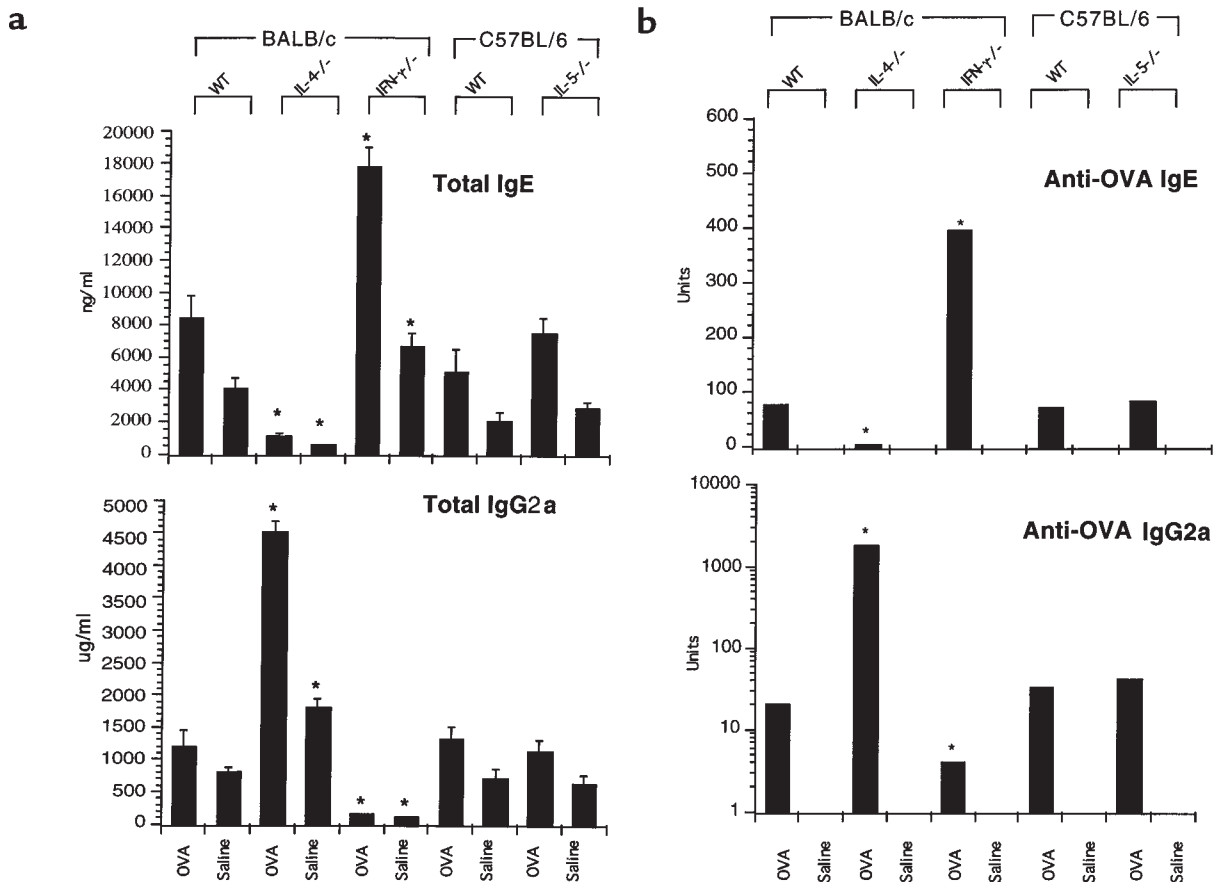 a
BALB/c
C57BL/6
WT
IL-4-/-
IFN-γ-/-
WT
IL-5-/-
20000
18000
16000
14000
12000
10000
8000
6000
4000
2000
0
ng/ml
Total IgE
*
*
*
*
5000
4500
4000
3500
3000
2500
2000
1500
1000
500
0
ug/ml
Total IgG2a
*
*
*
*
OVA
Saline
OVA
Saline
OVA
Saline
OVA
Saline
OVA
Saline
b
BALB/c
C57BL/6
WT
IL-4-/-
IFN-γ-/-
WT
IL-5-/-
600
500
400
300
200
100
0
Units
Anti-OVA IgE
*
*
10000
1000
100
10
1
Units
Anti-OVA IgG2a
*
*
OVA
Saline
OVA
Saline
OVA
Saline
OVA
Saline
OVA
Saline